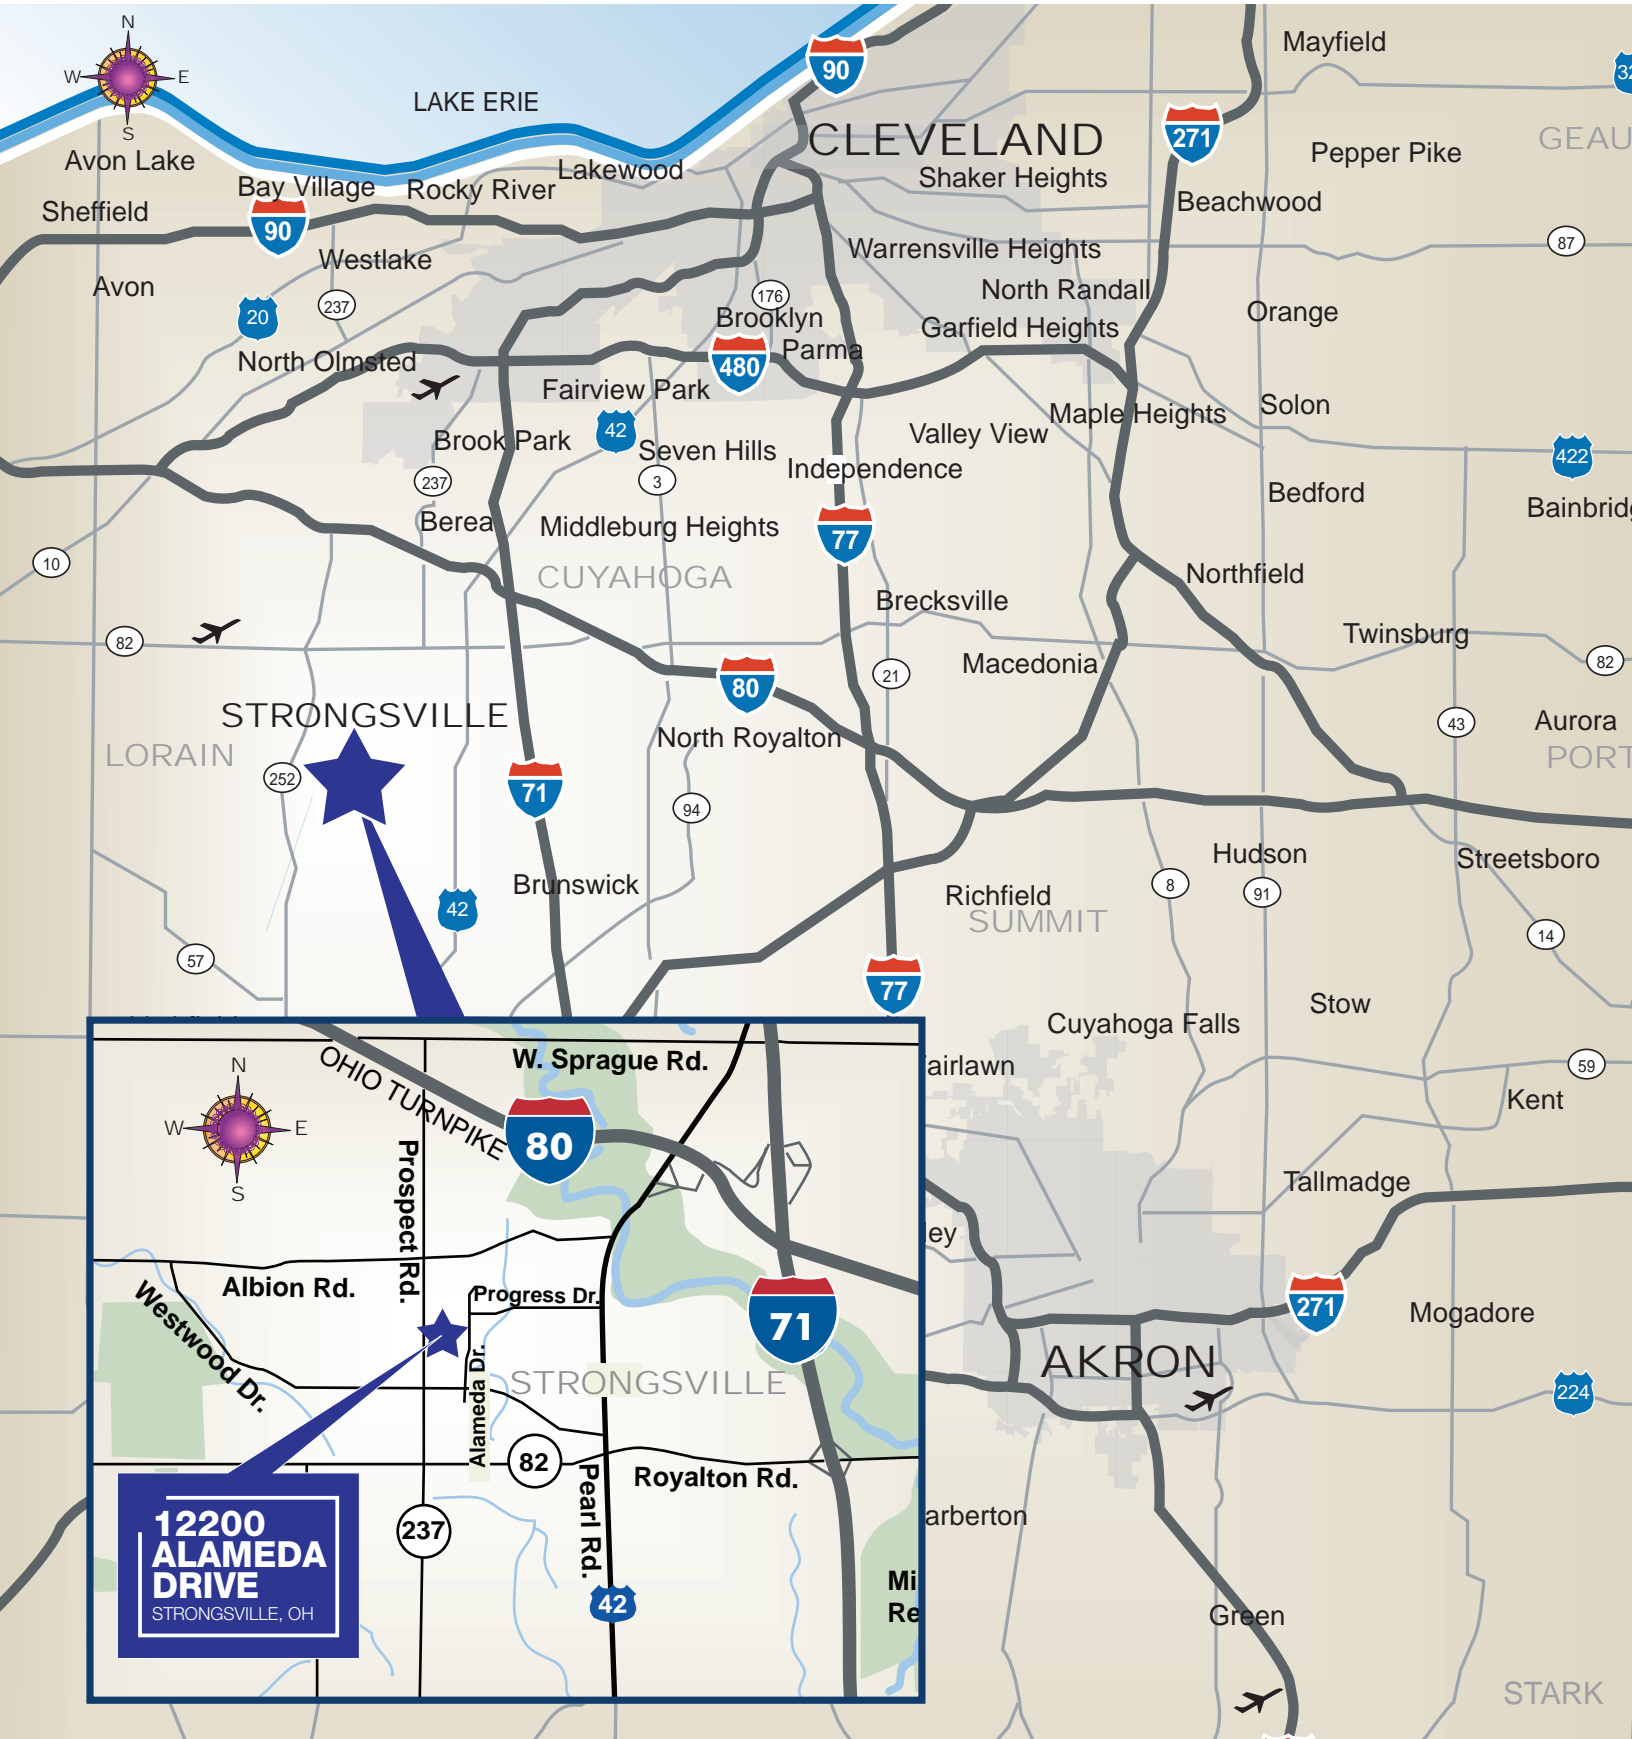 N
W E
S
LAKE ERIE
90
Mayfield
CLEVELAND
271
Pepper Pike
GEAU
Avon Lake
Bay Village
Rocky River
Lakewood
Shaker Heights
Beachwood
Sheffield
90
Westlake
Warrensville Heights
87
Avon
237
20
176
North Randall
Orange
Brooklyn
Garfield Heights
North Olmsted
480
Parma
Fairview Park
Maple Heights
Solon
42
Brook Park
Seven Hills
Valley View
422
Independence
237
3
Bedford
Bainbridg
Berea
Middleburg Heights
77
10
CUYAHOGA
Northfield
Brecksville
82
Twinsburg
82
Macedonia
21
80
STRONGSVILLE
North Royalton
43
Aurora
LORAIN
PORT
252
71
94
Hudson
Streetsboro
Brunswick
8
91
Richfield
42
SUMMIT
14
57
77
Stow
Cuyahoga Falls
airlawn
59
Kent
Tallmadge
ley
271
Mogadore
AKRON
224
arberton
Green
STARK
N
W E
S
W. Sprague Rd.
OHIO TURNPIKE
80
Prospect Rd.
Albion Rd.
Westwood Dr.
Progress Dr.
71
Alameda Dr.
STRONGSVILLE
82
Royalton Rd.
Pearl Rd.
237
42
Mi
Re
12200
ALAMEDA
DRIVE
STRONGSVILLE, OH